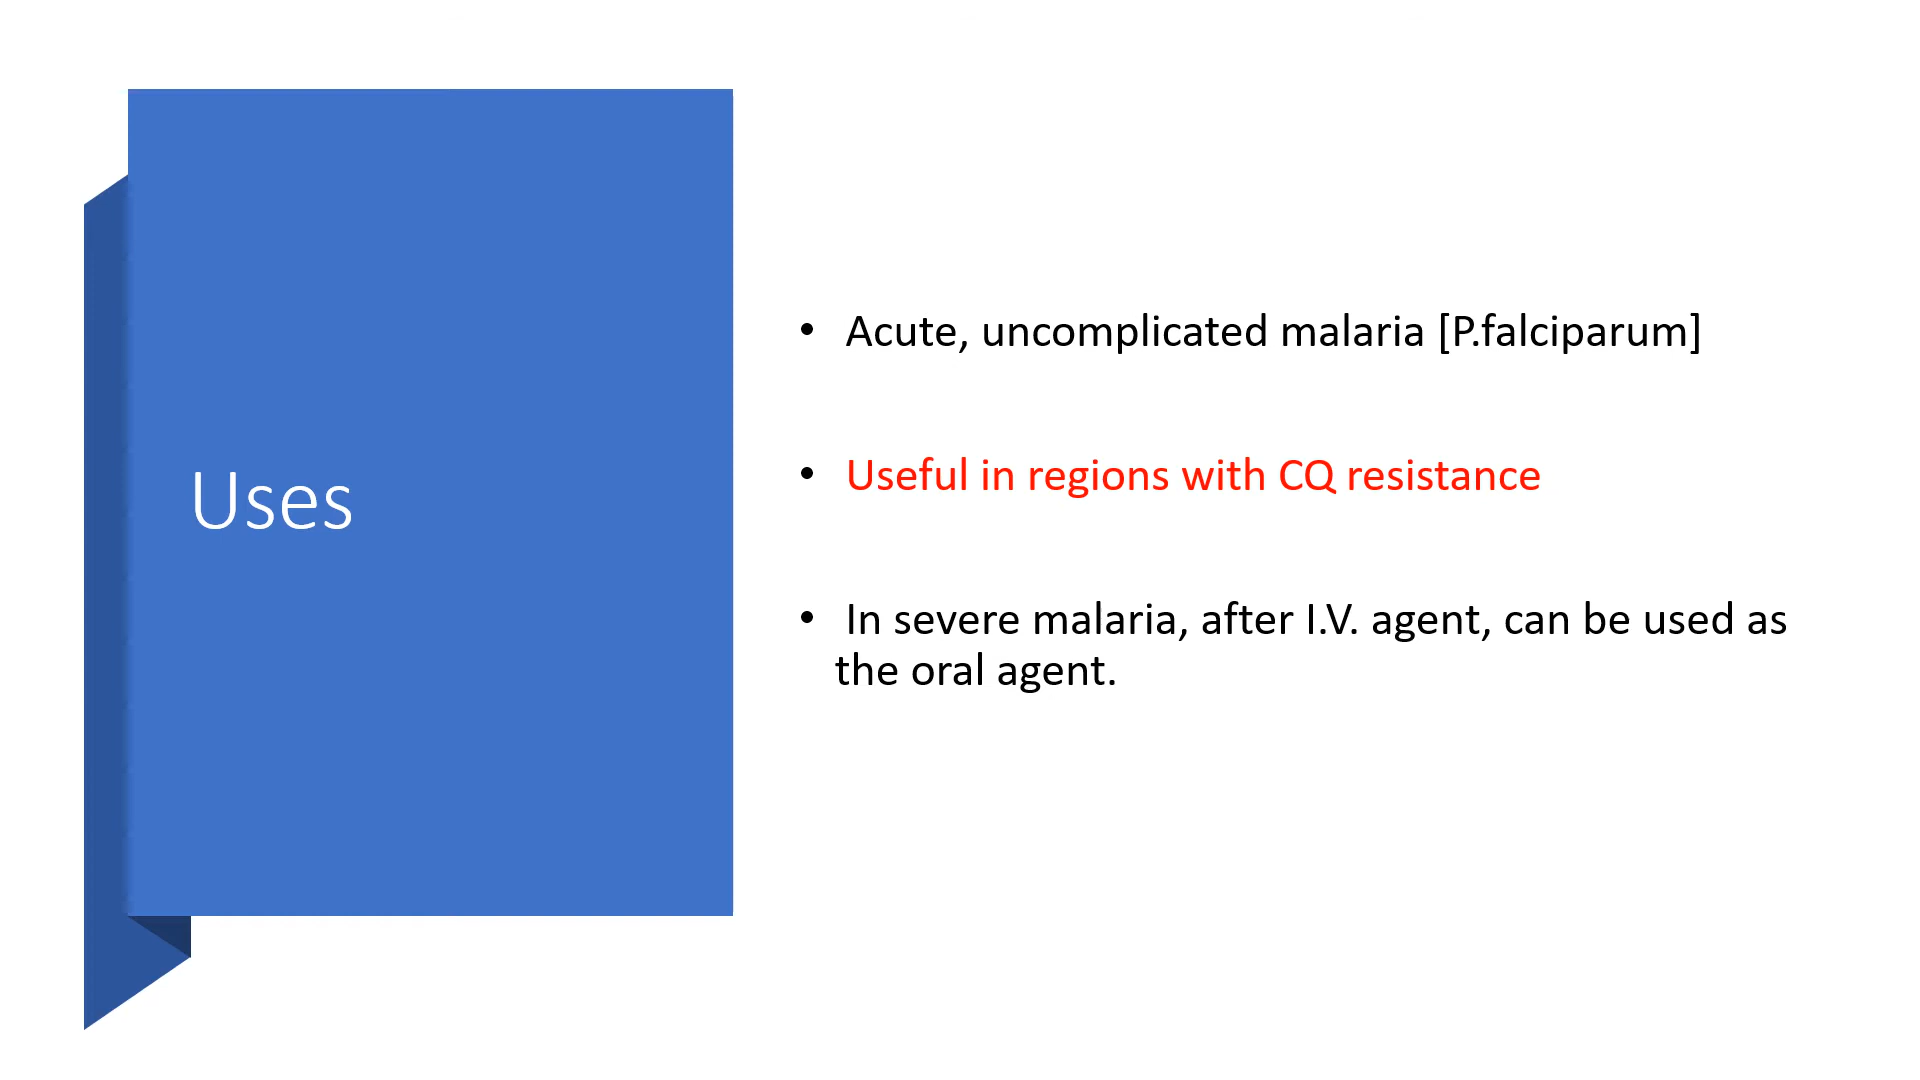 Uses
• Acute, uncomplicated malaria [P.falciparum]
• Useful in regions with CQ resistance
• In severe malaria, after I.V. agent, can be used as
the oral agent.